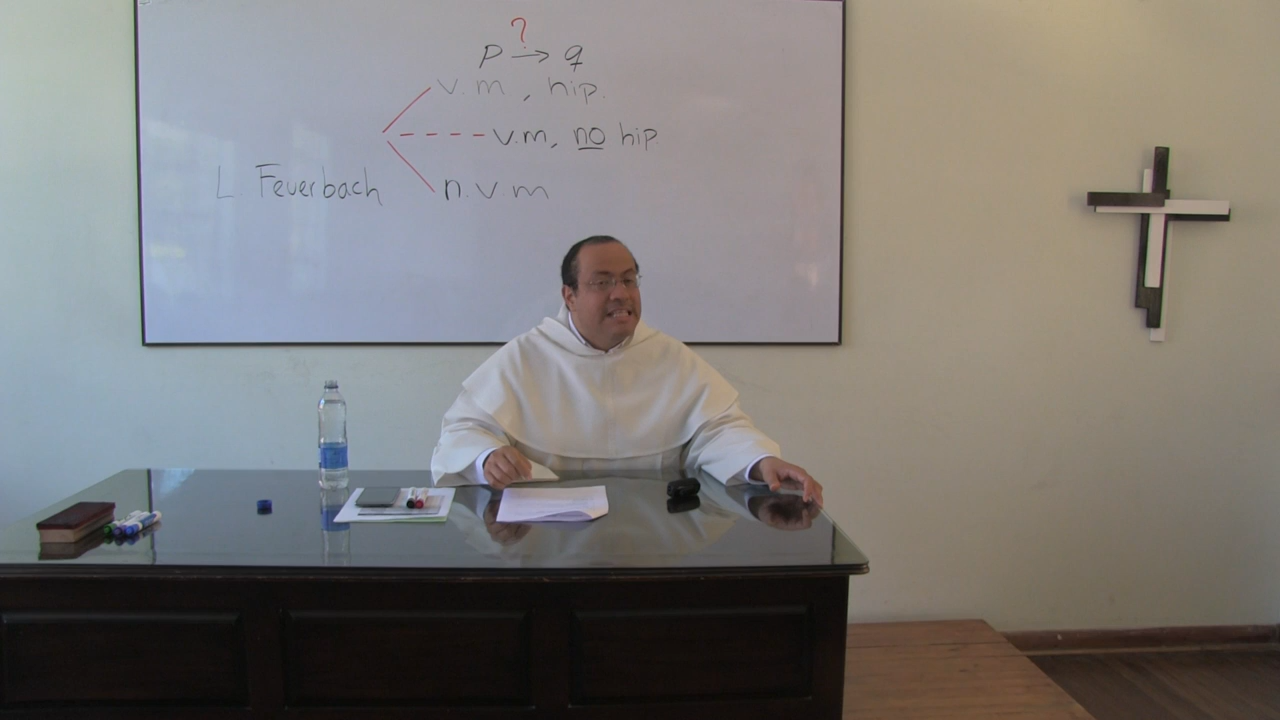 ?
p → q
v.m, hip.
v.m, no hip
L. Feuerbach
n.v.m